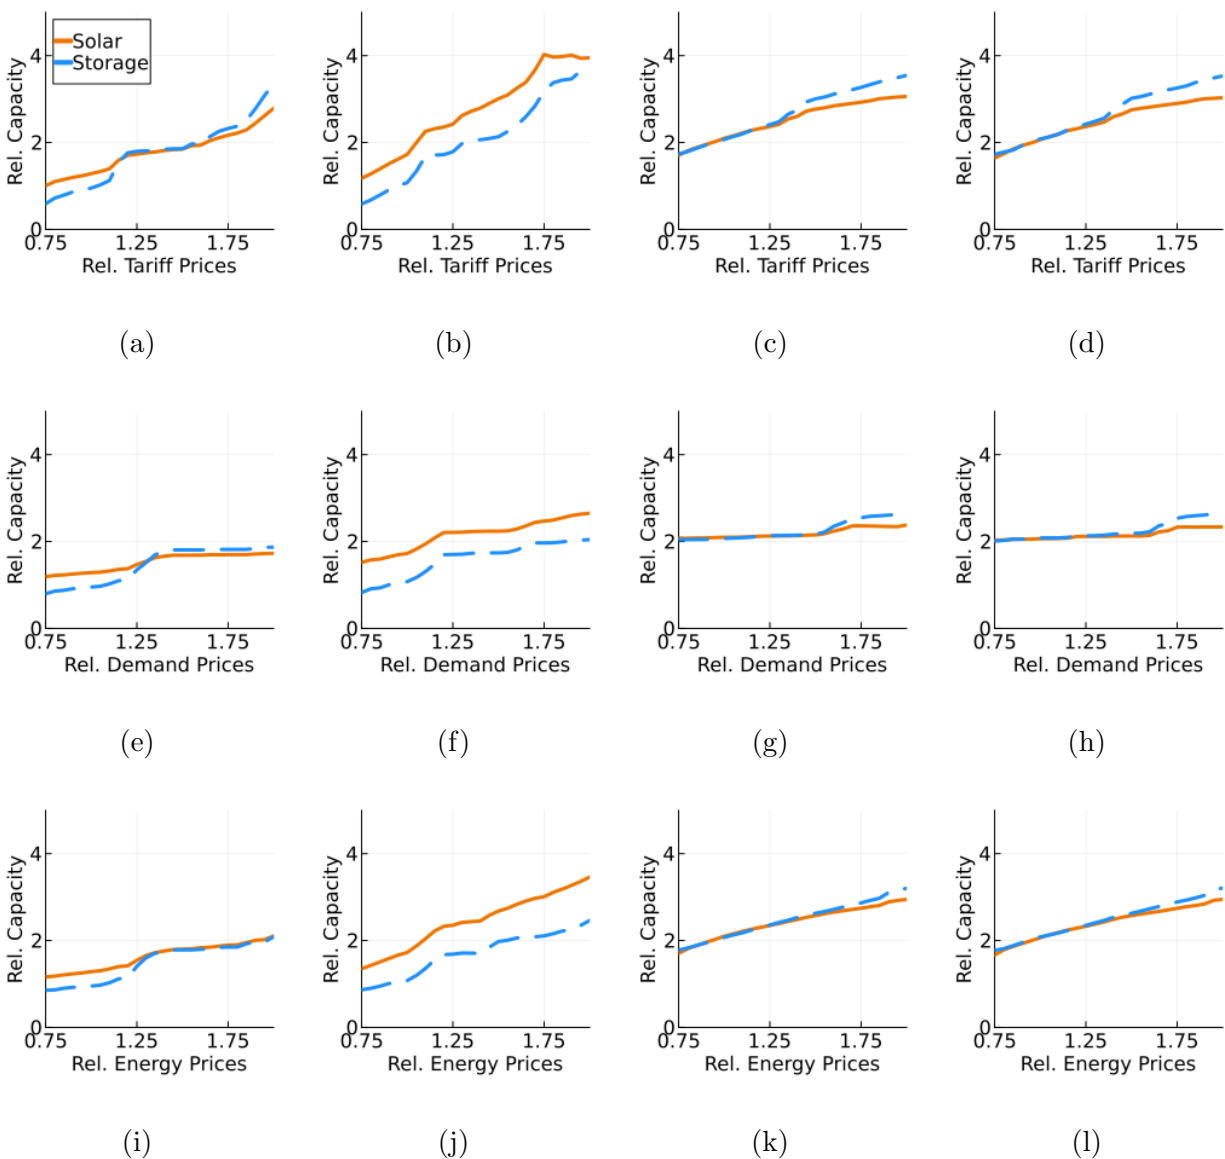 Solar
Storage
Rel. Capacity
4
2
0
0.75 1.25 1.75
Rel. Tariff Prices
(a)
Rel. Capacity
4
2
0
0.75 1.25 1.75
Rel. Tariff Prices
(b)
Rel. Capacity
4
2
0
0.75 1.25 1.75
Rel. Tariff Prices
(c)
Rel. Capacity
4
2
0
0.75 1.25 1.75
Rel. Tariff Prices
(d)
Rel. Capacity
4
2
0
0.75 1.25 1.75
Rel. Demand Prices
(e)
Rel. Capacity
4
2
0
0.75 1.25 1.75
Rel. Demand Prices
(f)
Rel. Capacity
4
2
0
0.75 1.25 1.75
Rel. Demand Prices
(g)
Rel. Capacity
4
2
0
0.75 1.25 1.75
Rel. Demand Prices
(h)
Rel. Capacity
4
2
0
0.75 1.25 1.75
Rel. Energy Prices
(i)
Rel. Capacity
4
2
0
0.75 1.25 1.75
Rel. Energy Prices
(j)
Rel. Capacity
4
2
0
0.75 1.25 1.75
Rel. Energy Prices
(k)
Rel. Capacity
4
2
0
0.75 1.25 1.75
Rel. Energy Prices
(l)